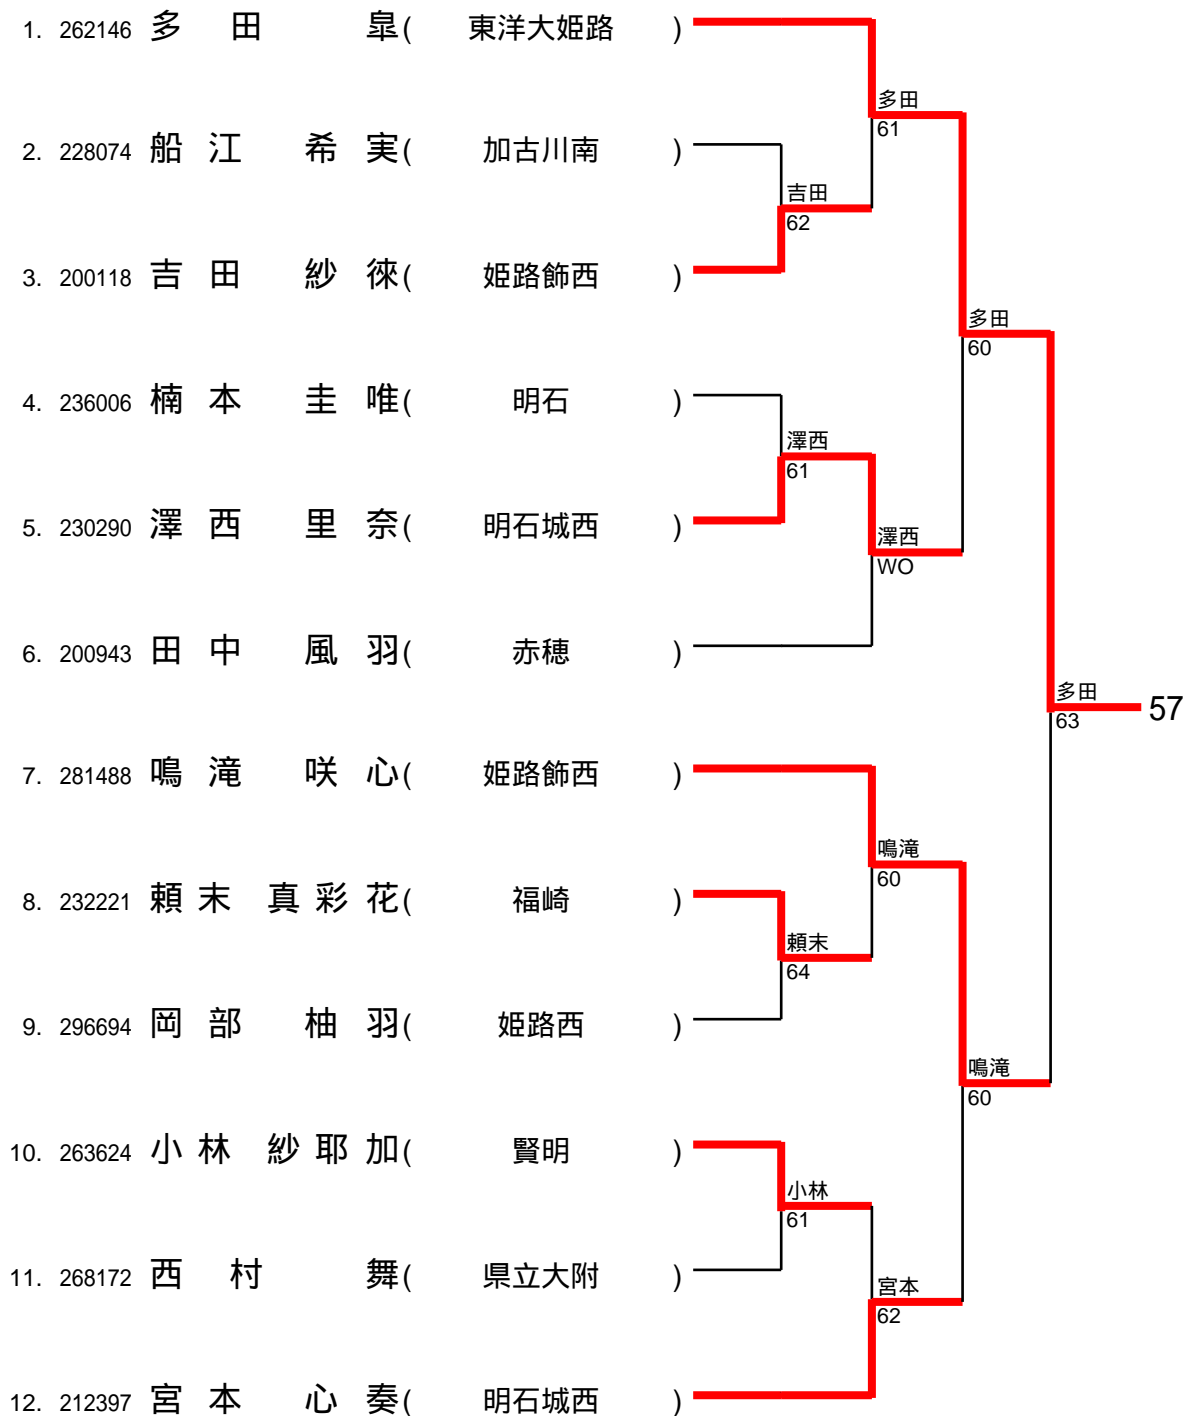 1. 262146 多田 皐( 東洋大姫路 )
多田
61
2. 228074 船江 希実( 加古川南 )
吉田
62
3. 200118 吉田 紗徠( 姫路飾西 )
多田
60
4. 236006 楠本 圭唯( 明石 )
澤西
61
5. 230290 澤西 里奈( 明石城西 )
澤西
WO
6. 200943 田中 風羽( 赤穂 )
多田
63
57
7. 281488 鳴滝 咲心( 姫路飾西 )
鳴滝
60
8. 232221 頼末 真彩花( 福崎 )
頼末
64
9. 296694 岡部 柚羽( 姫路西 )
鳴滝
60
10. 263624 小林 紗耶加( 賢明 )
小林
61
11. 268172 西村 舞( 県立大附 )
宮本
62
12. 212397 宮本 心奏( 明石城西 )